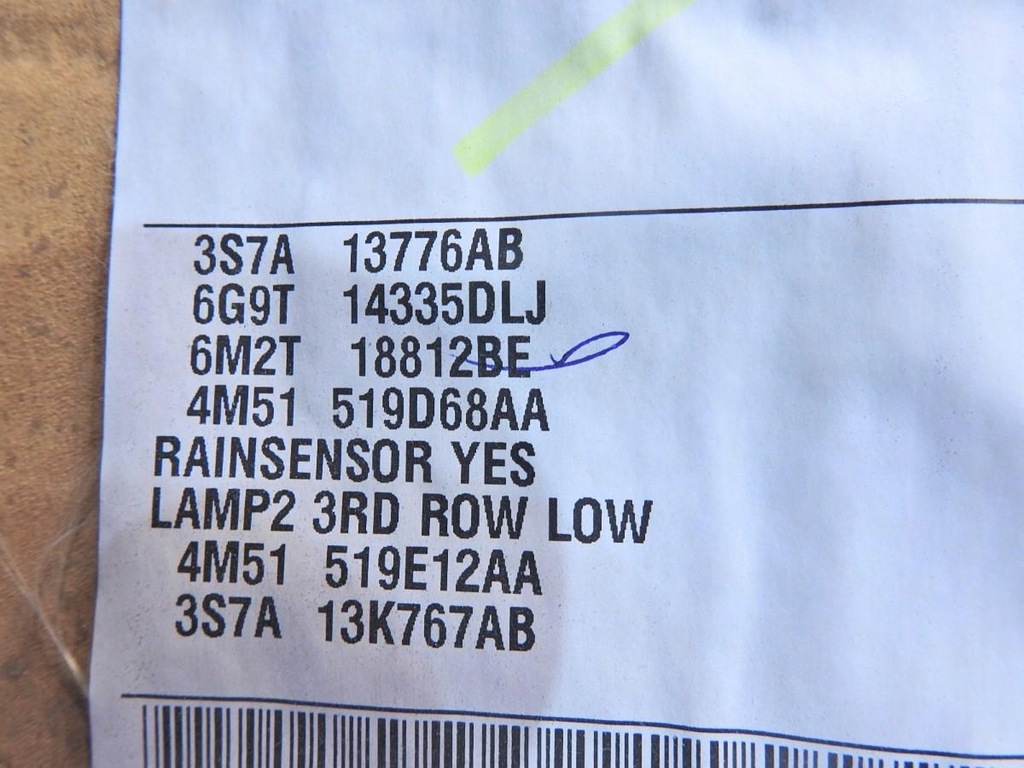 3S7A 13776AB
6G9T 14335DLJ
6M2T 18812BE
4M51 519D68AA
RAINSENSOR YES
LAMP2 3RD ROW LOW
4M51 519E12AA
3S7A 13K767AB